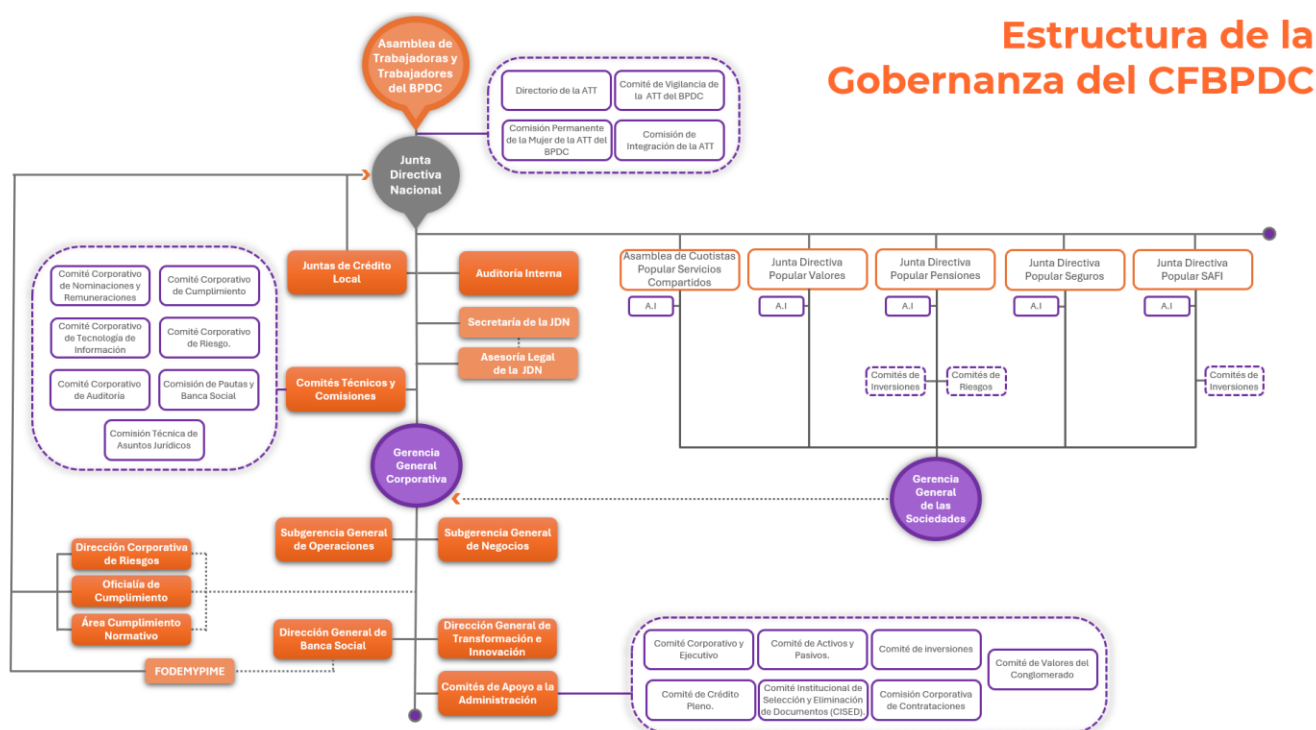 Estructura de la
Gobernanza del CFBPDC
Asamblea de
Trabajadoras y
Trabajadores
del BPDC
Directorio de la ATT
Comité de Vigilancia de
la ATT del BPDC
Comisión Permanente
de la Mujer de la ATT del
BPDC
Comisión de
Integración de la ATT
Junta
Directiva
Nacional
Juntas de Crédito
Local
Auditoría Interna
Secretaría de la JDN
Asesoría Legal
de la JDN
Comités Técnicos y
Comisiones
Comité Corporativo
de Nominaciones y
Remuneraciones
Comité Corporativo
de Cumplimiento
Comité Corporativo
de Tecnología de
Información
Comité Corporativo
de Riesgo.
Comité Corporativo
de Auditoría
Comisión de Pautas y
Banca Social
Comisión Técnica de
Asuntos Jurídicos
Asamblea de Cuotistas
Popular Servicios
Compartidos
Junta Directiva
Popular Valores
Junta Directiva
Popular Pensiones
Junta Directiva
Popular Seguros
Junta Directiva
Popular SAFI
A.I
A.I
A.I
A.I
A.I
Comités de
Inversiones
Comités de
Riesgos
Comités de
Inversiones
Gerencia
General
Corporativa
Gerencia
General
de las
Sociedades
Subgerencia General
de Operaciones
Subgerencia General
de Negocios
Dirección Corporativa
de Riesgos
Oficialía de
Cumplimiento
Área Cumplimiento
Normativo
FODEMYPIME
Dirección General de
Banca Social
Dirección General de
Transformación e
Innovación
Comités de Apoyo a la
Administración
Comité Corporativo y
Ejecutivo
Comité de Activos y
Pasivos.
Comité de inversiones
Comité de Valores del
Conglomerado
Comité de Crédito
Pleno.
Comité Institucional de
Selección y Eliminación
de Documentos (CISED).
Comisión Corporativa
de Contrataciones